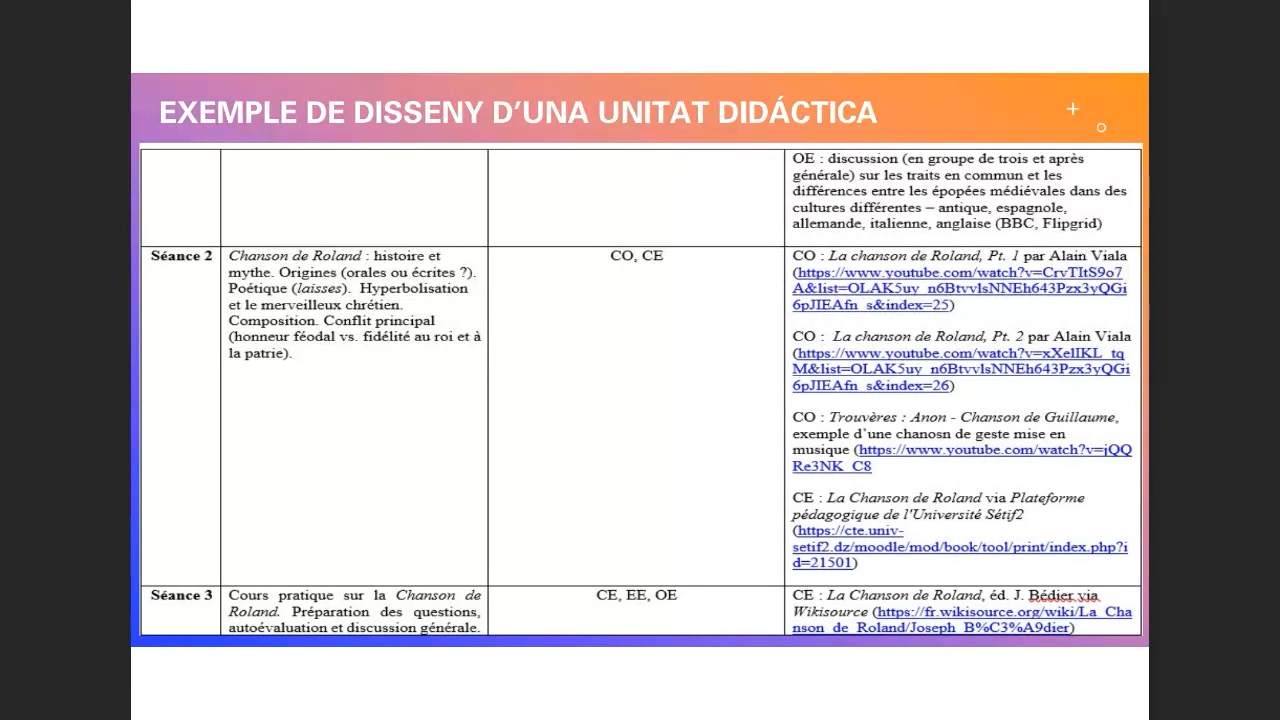 EXEMPLE DE DISSENY D’UNA UNITAT DIDÁCTICA
OE : discussion (en groupe de trois et après
générale) sur les traits en commun et les
différences entre les épopées médiévales dans des
cultures différentes – antique, espagnole,
allemande, italienne, anglaise (BBC, Flipgrid)
Séance 2
Chanson de Roland : histoire et
mythe. Origines (orales ou écrites ?).
Poétique (laisses). Hyperbolisation
et le merveilleux chrétien.
Composition. Conflit principal
(honneur féodal vs. fidélité au roi et à
la patrie).
CO, CE
CO : La chanson de Roland, Pt. 1 par Alain Viala
(https://www.youtube.com/watch?v=CrvTItS9o7
A&list=OLAK5uy_n6BtvvlsNNEh643Pzx3yQGi
6pJIEAfn_s&index=25)
CO : La chanson de Roland, Pt. 2 par Alain Viala
(https://www.youtube.com/watch?v=xXelIKL_tq
M&list=OLAK5uy_n6BtvvlsNNEh643Pzx3yQGi
6pJIEAfn_s&index=26)
CO : Trouvères : Anon - Chanson de Guillaume,
exemple d’une chanosn de geste mise en
musique (https://www.youtube.com/watch?v=jQQ
Re3NK_C8
CE : La Chanson de Roland via Plateforme
pédagogique de l'Université Sétif2
(https://cte.univ-
setif2.dz/moodle/mod/book/tool/print/index.php?i
d=21501)
Séance 3
Cours pratique sur la Chanson de
Roland. Préparation des questions,
autoévaluation et discussion générale.
CE, EE, OE
CE : La Chanson de Roland, éd. J. Bédier via
Wikisource (https://fr.wikisource.org/wiki/La_Cha
nson_de_Roland/Joseph_B%C3%A9dier)